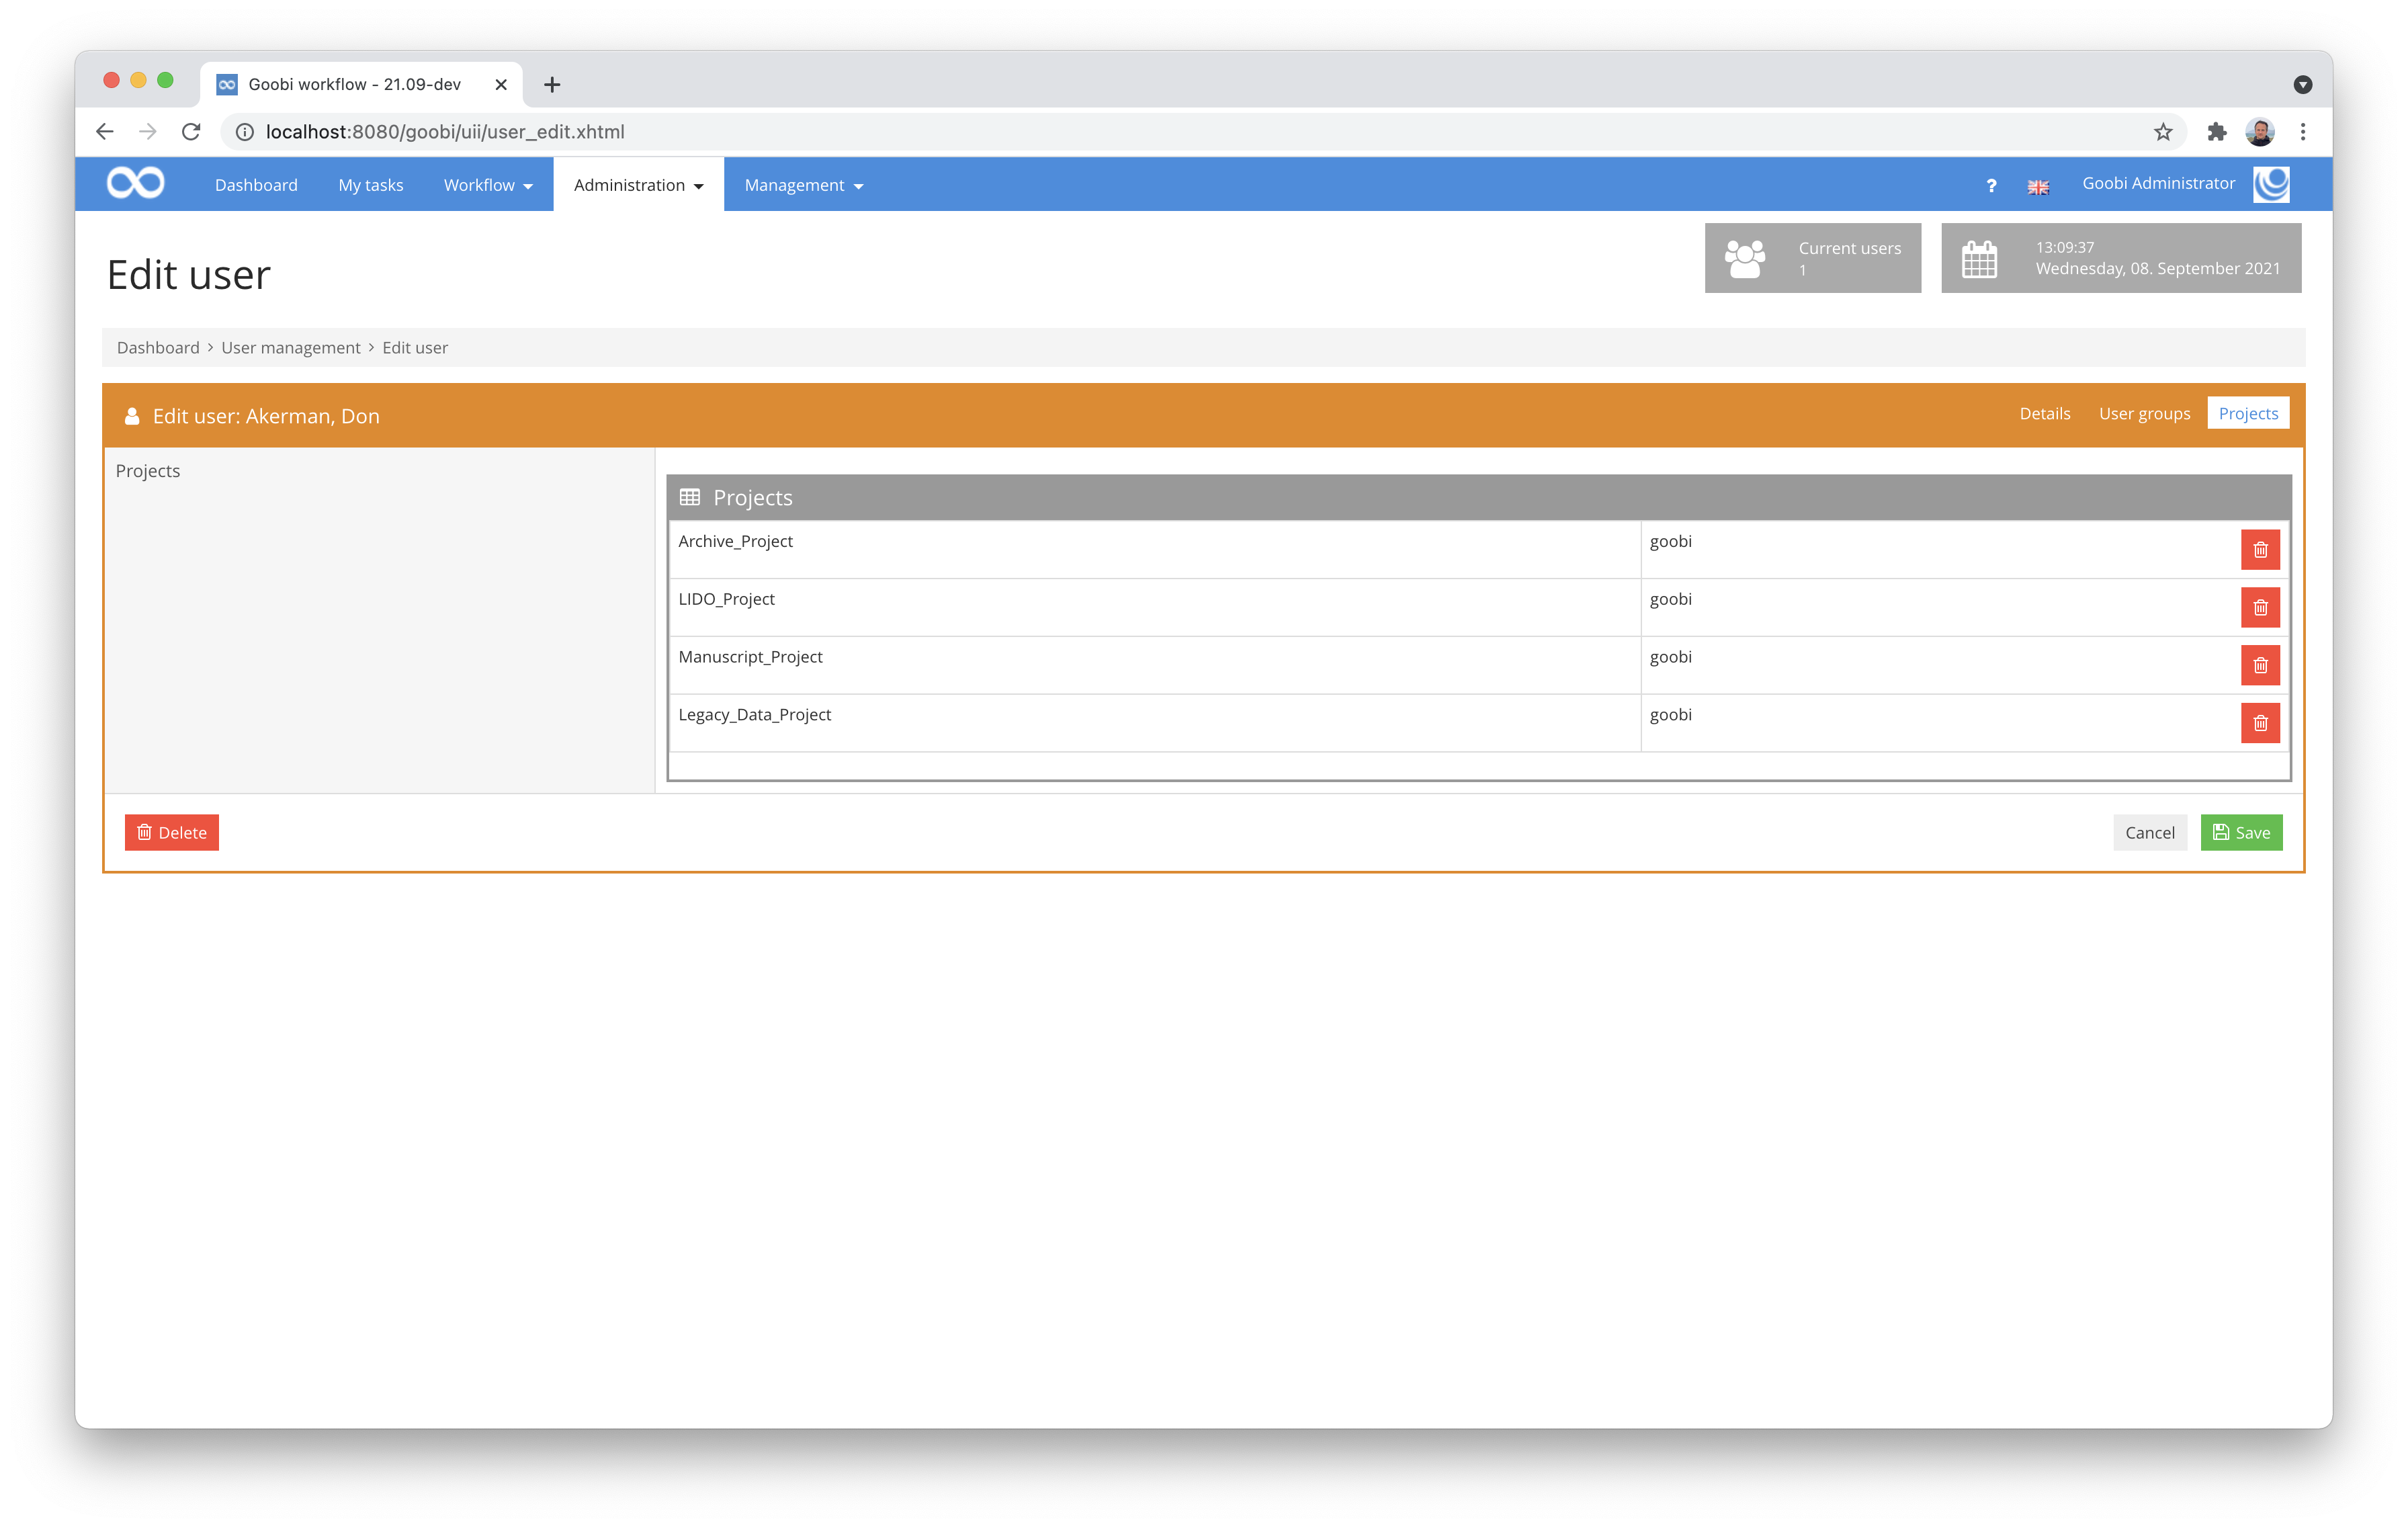 Goobi workflow - 21.09-dev
localhost:8080/goobi/uii/user_edit.xhtml
Dashboard My tasks Workflow Administration Management ? Goobi Administrator
Current users
1
13:09:37
Wednesday, 08. September 2021
Edit user
Dashboard > User management > Edit user
Edit user: Akerman, Don Details User groups Projects
Projects
Projects
Archive_Project goobi
LIDO_Project goobi
Manuscript_Project goobi
Legacy_Data_Project goobi
Delete Cancel Save